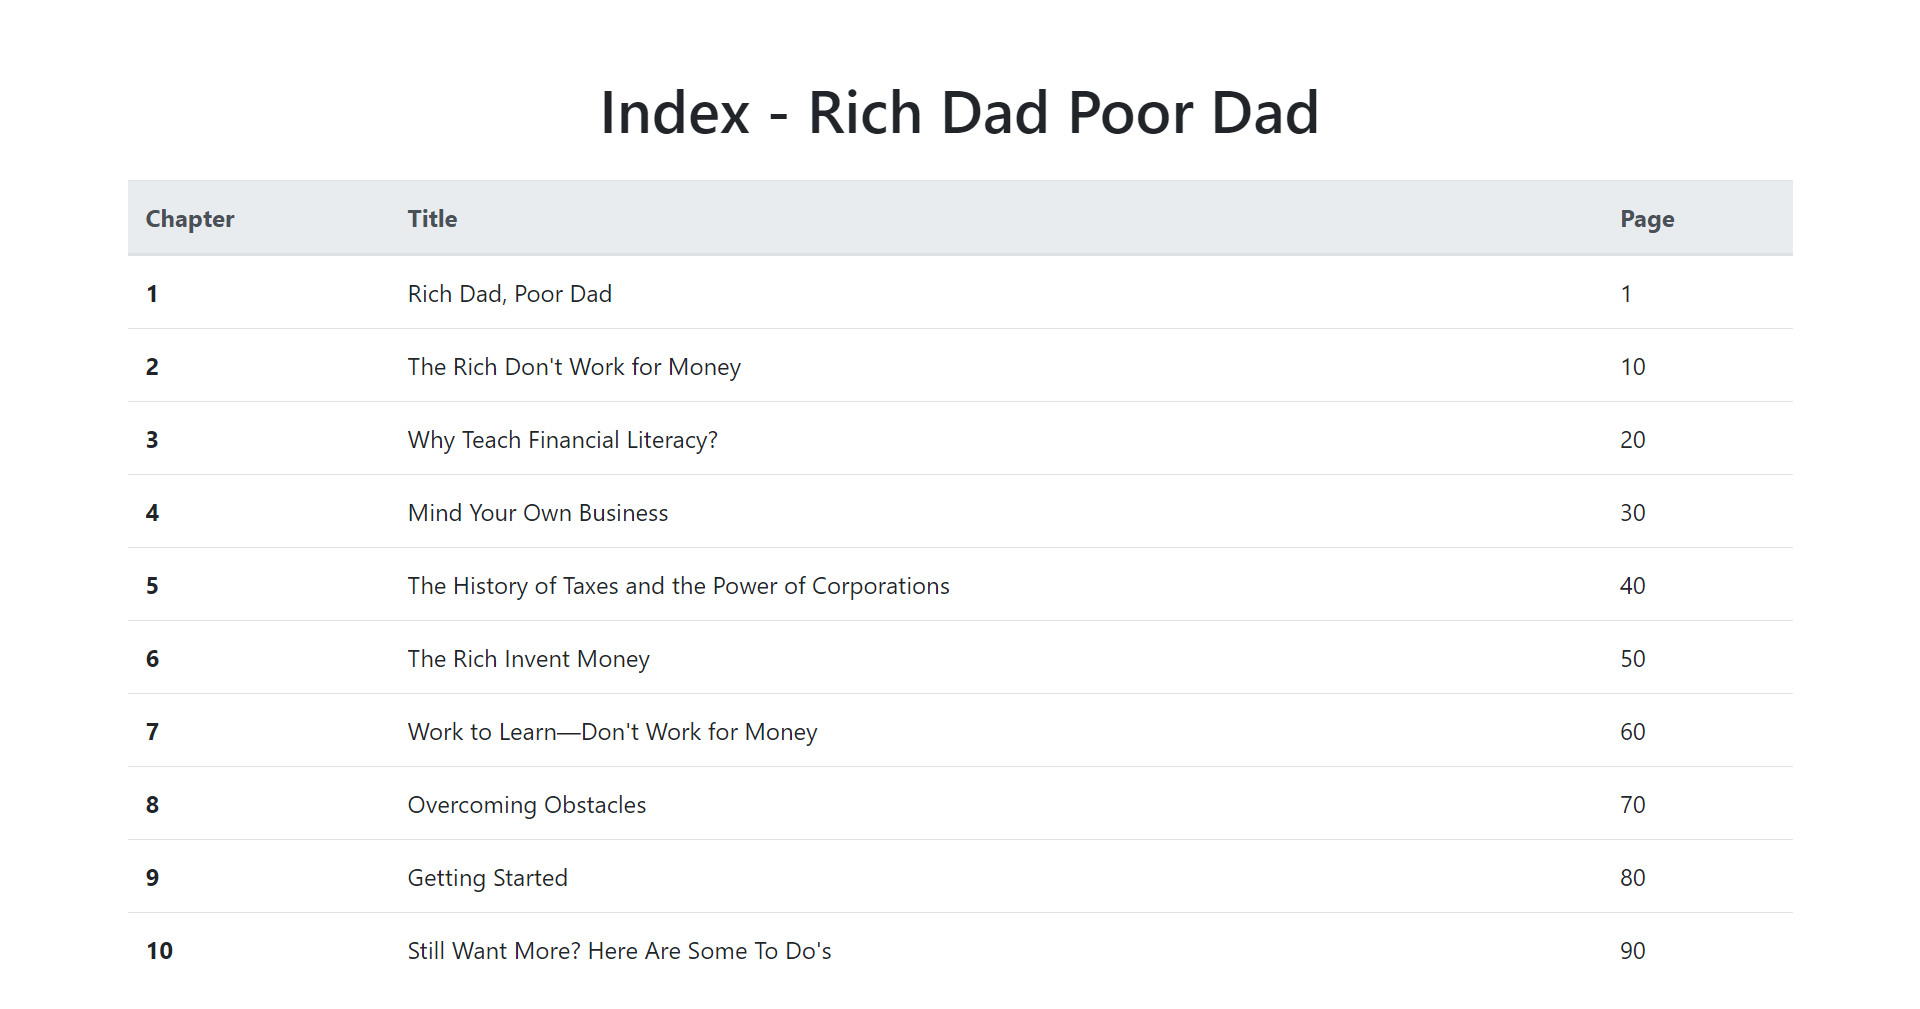 Index - Rich Dad Poor Dad
Chapter Title Page
1 Rich Dad, Poor Dad 1
2 The Rich Don't Work for Money 10
3 Why Teach Financial Literacy? 20
4 Mind Your Own Business 30
5 The History of Taxes and the Power of Corporations 40
6 The Rich Invent Money 50
7 Work to Learn—Don't Work for Money 60
8 Overcoming Obstacles 70
9 Getting Started 80
10 Still Want More? Here Are Some To Do's 90